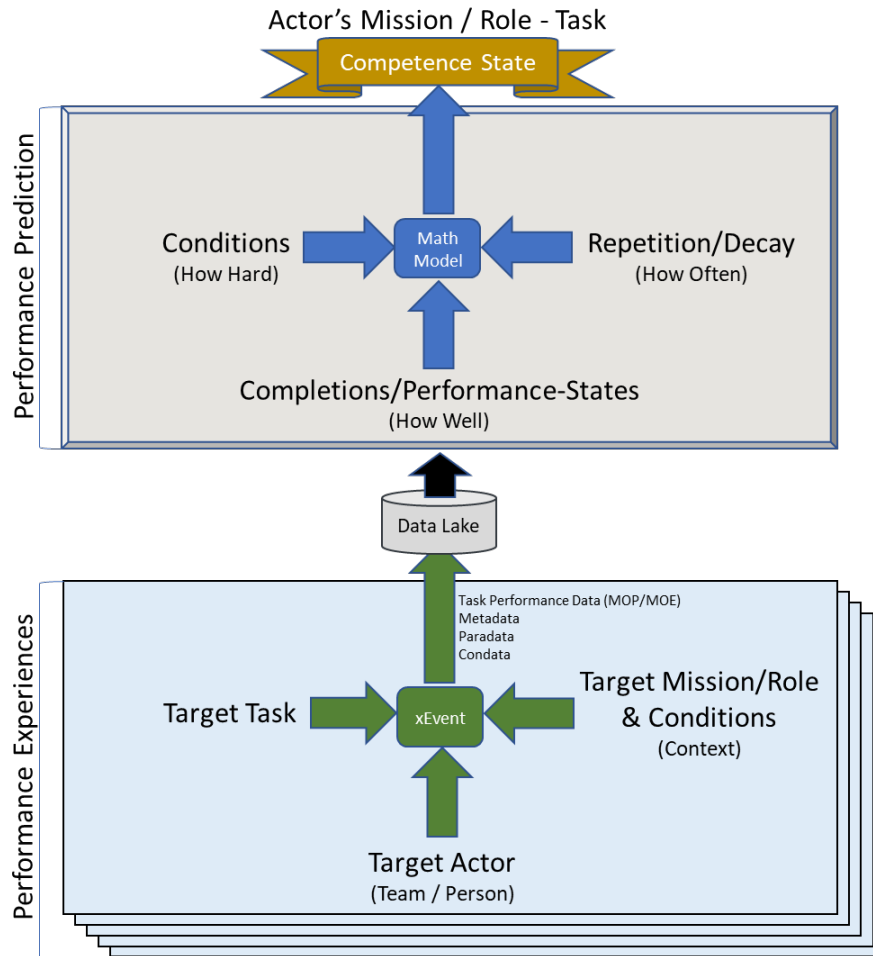 Actor’s Mission / Role - Task
Competence State
Performance Prediction
Conditions
(How Hard)
Math
Model
Repetition/Decay
(How Often)
Completions/Performance-States
(How Well)
Data Lake
Performance Experiences
Task Performance Data (MOP/MOE)
Metadata
Paradata
Condata
Target Task
xEvent
Target Mission/Role
& Conditions
(Context)
Target Actor
(Team / Person)